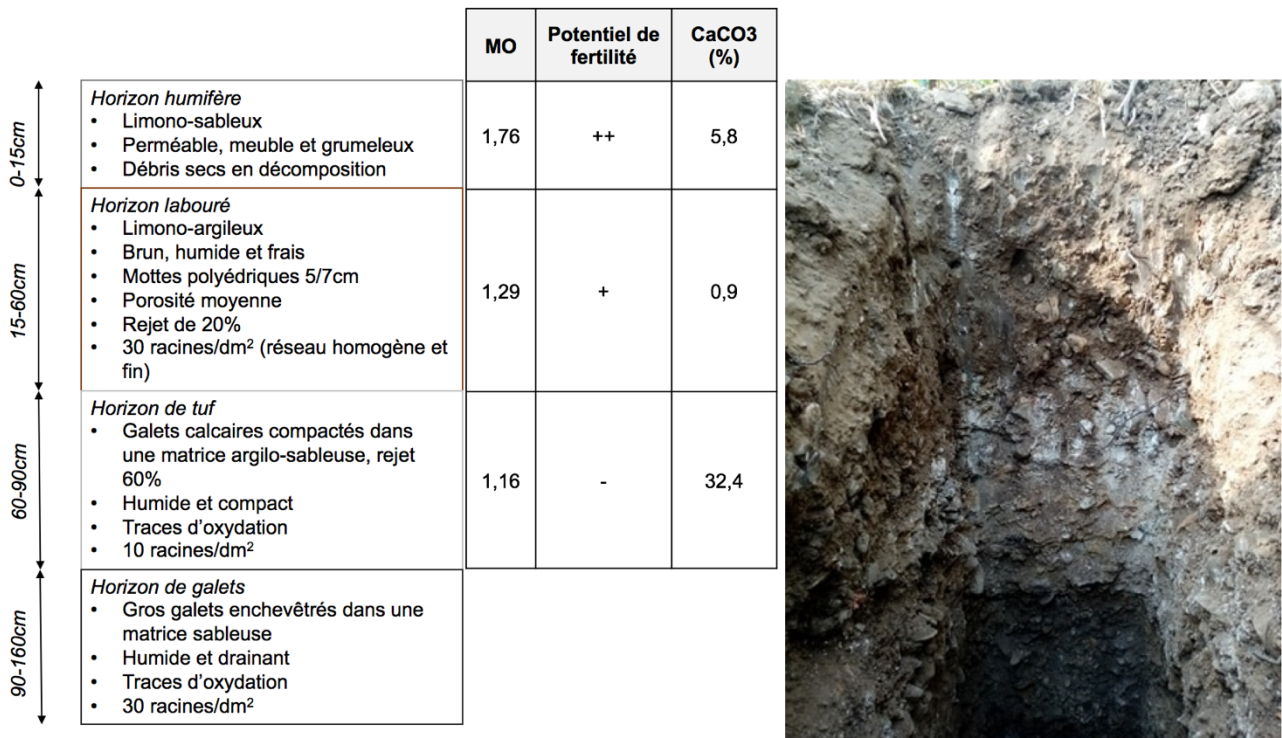 MO
Potentiel de
fertilité
CaCO3
(%)
0-15cm
Horizon humifère
• Limono-sableux
• Perméable, meuble et grumeleux
• Débris secs en décomposition
1,76
++
5,8
15-60cm
Horizon labouré
• Limono-argileux
• Brun, humide et frais
• Mottes polyédriques 5/7cm
• Porosité moyenne
• Rejet de 20%
• 30 racines/dm² (réseau homogène et
fin)
1,29
+
0,9
60-90cm
Horizon de tuf
• Galets calcaires compactés dans
une matrice argilo-sableuse, rejet
60%
• Humide et compact
• Traces d’oxydation
• 10 racines/dm²
1,16
-
32,4
90-160cm
Horizon de galets
• Gros galets enchevêtrés dans une
matrice sableuse
• Humide et drainant
• Traces d’oxydation
• 30 racines/dm²